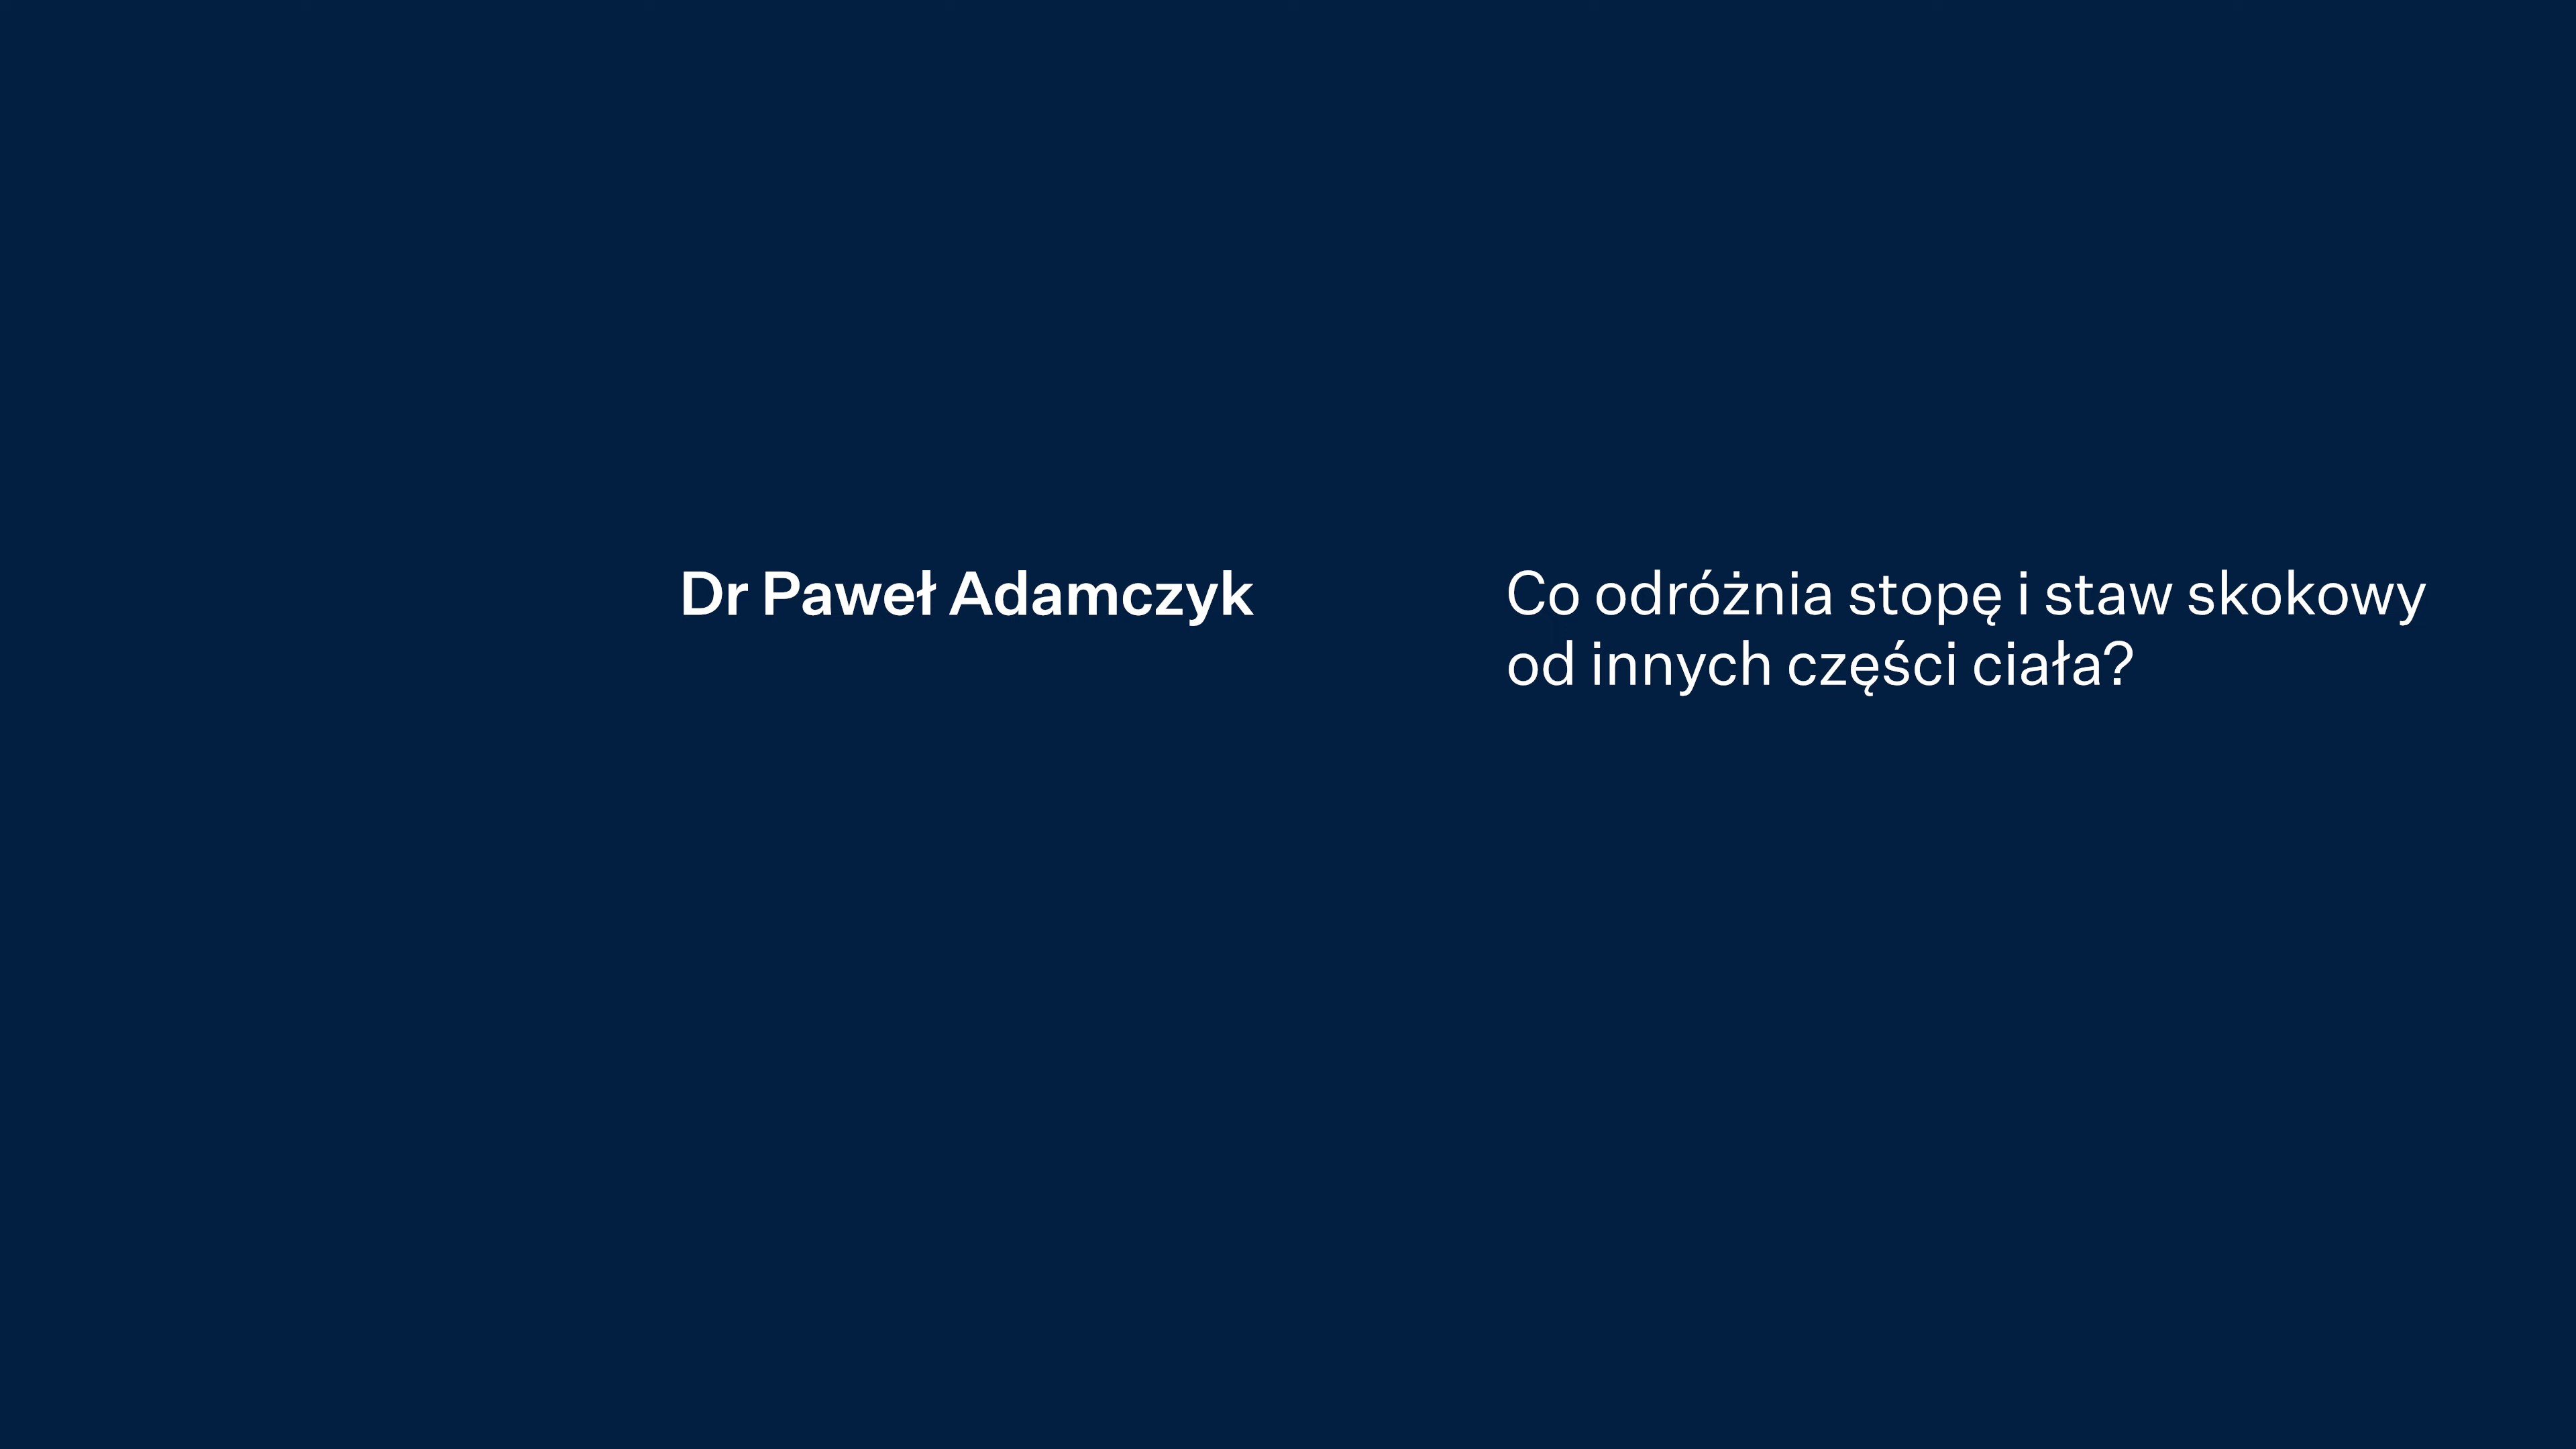 Dr Paweł Adamczyk
Co odróżnia stopę i staw skokowy
od innych części ciała?